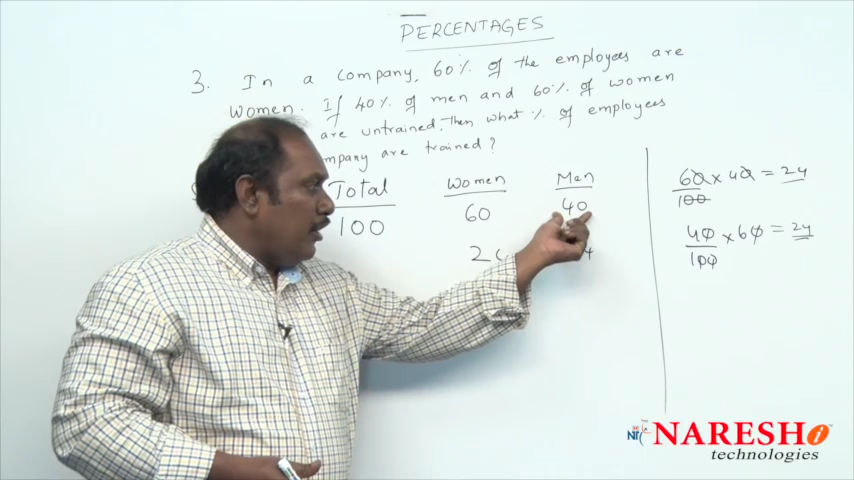 PERCENTAGES
3. In a company, 60% of the employees are
women. If 40% of men and 60% of women
are untrained, then what % of employees
are trained?
Total Women Men
100 60 40
60/100 x 40 = 24
40/100 x 60 = 24
NT
NARESH i
technologies